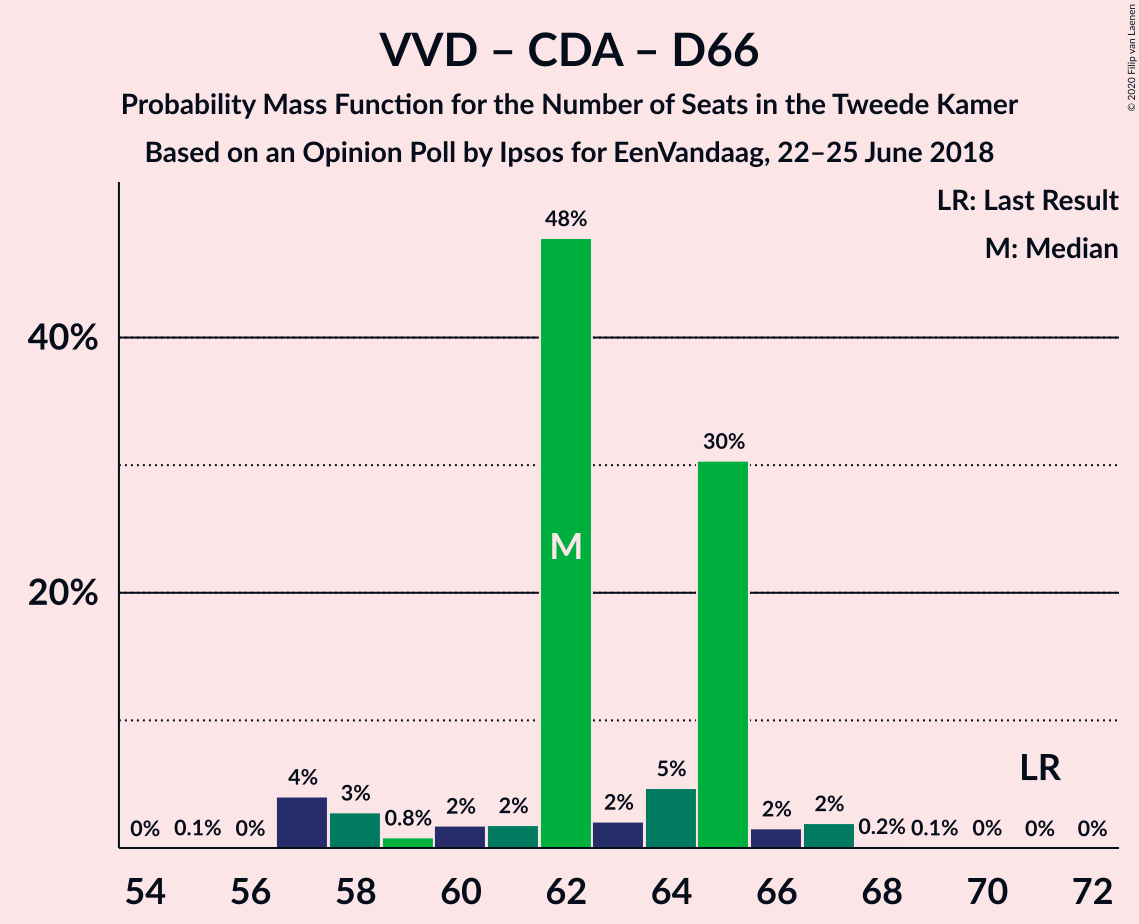 VVD – CDA – D66
Probability Mass Function for the Number of Seats in the Tweede Kamer
Based on an Opinion Poll by Ipsos for EenVandaag, 22–25 June 2018
© 2020 Filip van Laenen
LR: Last Result
M: Median
40%
20%
0%
0.1%
0%
4%
3%
0.8%
2%
2%
48%
M
2%
5%
30%
2%
2%
0.2%
0.1%
0%
LR
0%
0%
54 56 58 60 62 64 66 68 70 72